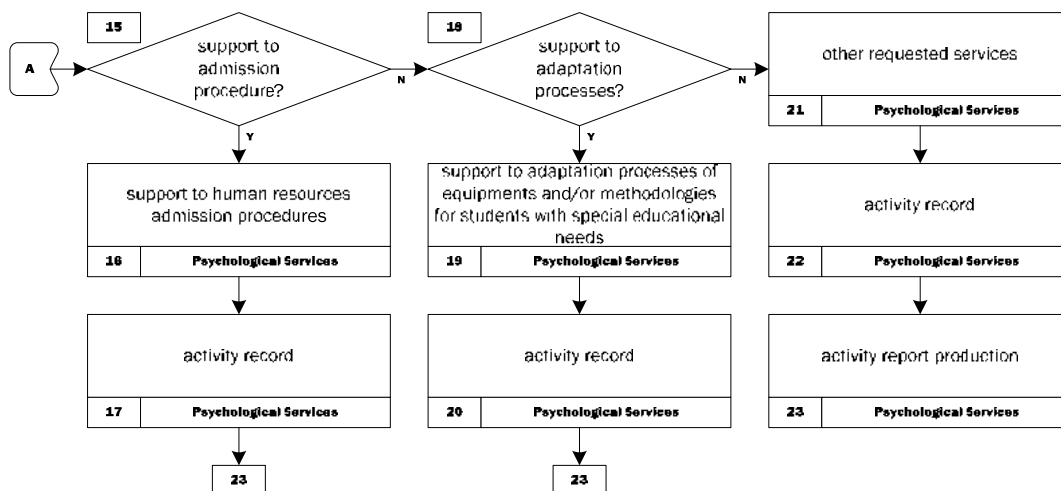 15
18
A
support to
admission
procedure?
N
support to
adaptation
processes?
N
other requested services
21 Psychological Services
Y
Y
support to human resources
admission procedures
16 Psychological Services
support to adaptation processes of
equipments and/or methodologies
for students with special educational
needs
19 Psychological Services
activity record
22 Psychological Services
activity record
17 Psychological Services
activity record
20 Psychological Services
activity report production
23 Psychological Services
23
23